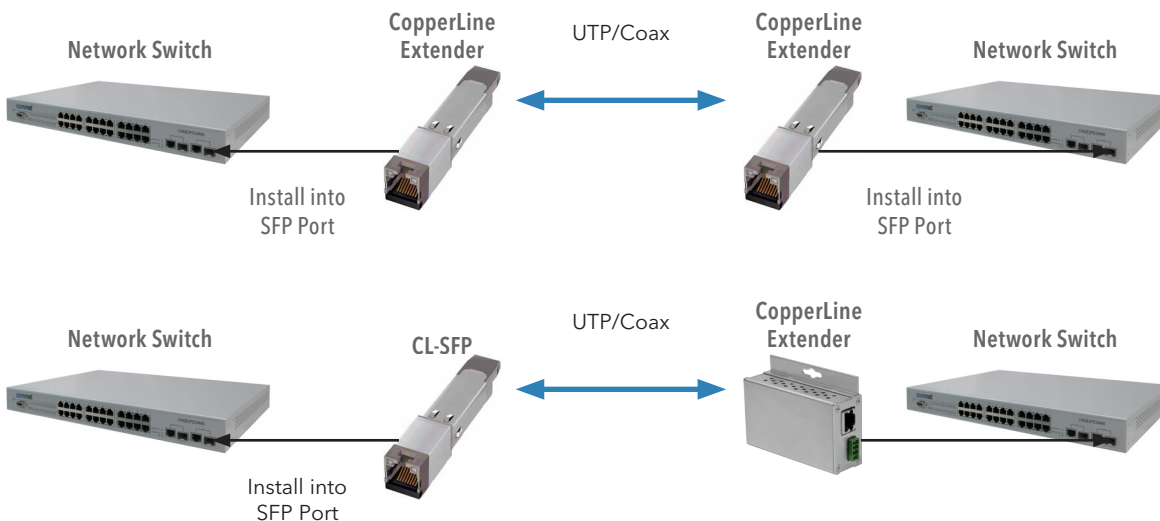 CopperLine
Extender
UTP/Coax
CopperLine
Extender
Network Switch
Network Switch
Install into
SFP Port
Install into
SFP Port
CopperLine
Extender
UTP/Coax
Network Switch
CL-SFP
Network Switch
Install into
SFP Port